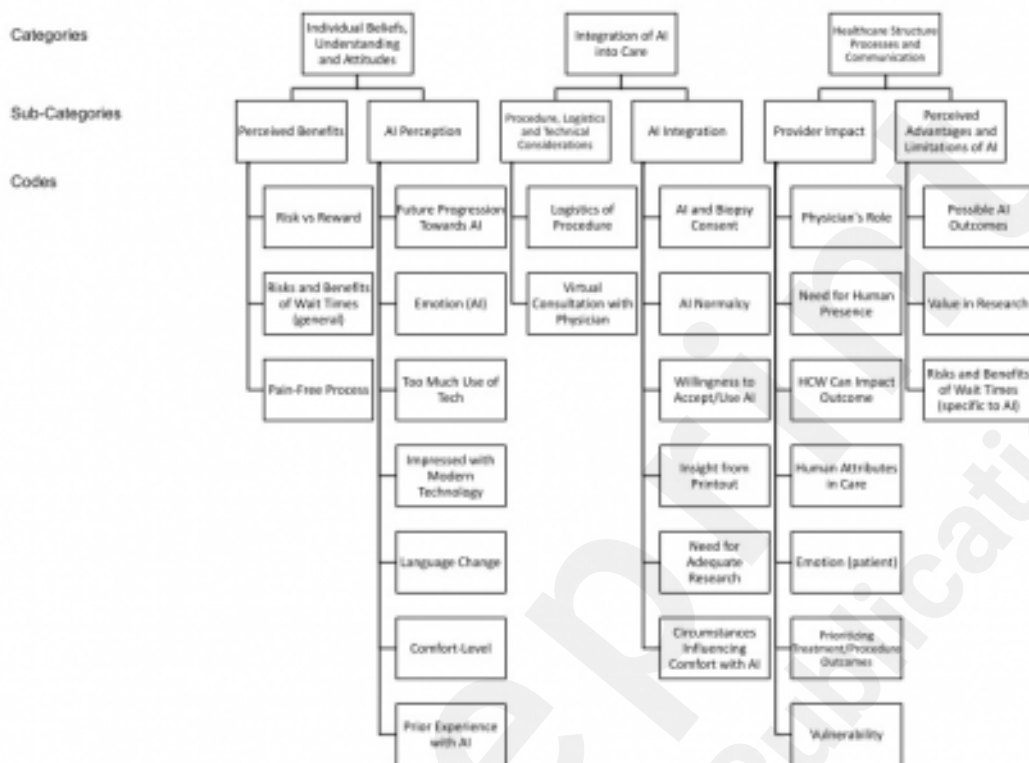 Categories
Individual Beliefs,
Understanding
and Attitudes
Integration of AI
into Care
Healthcare Structure
Processes and
Communication
Sub-Categories
Perceived Benefits
AI Perception
Procedure, Logistics
and Technical
Considerations
AI Integration
Provider Impact
Perceived
Advantages and
Limitations of AI
Codes
Risk vs Reward
Risks and Benefits
of Wait Times
(general)
Pain-Free Process
Future Progression
Towards AI
Emotion (AI)
Too Much Use of
Tech
Impressed with
Modern
Technology
Language Change
Comfort-Level
Prior Experience
with AI
Logistics of
Procedure
Virtual
Consultation with
Physician
AI and Biopsy
Consent
AI Normalcy
Willingness to
Accept/Use AI
Insight from
Printout
Need for
Adequate
Research
Circumstances
Influencing
Comfort with AI
Physician's Role
Need for Human
Presence
HCW Can Impact
Outcome
Human Attributes
in Care
Emotion (patient)
Prioritizing
Treatment/Procedure
Outcomes
Vulnerability
Possible AI
Outcomes
Value in Research
Risks and Benefits
of Wait Times
(specific to AI)
eprint
Publicati